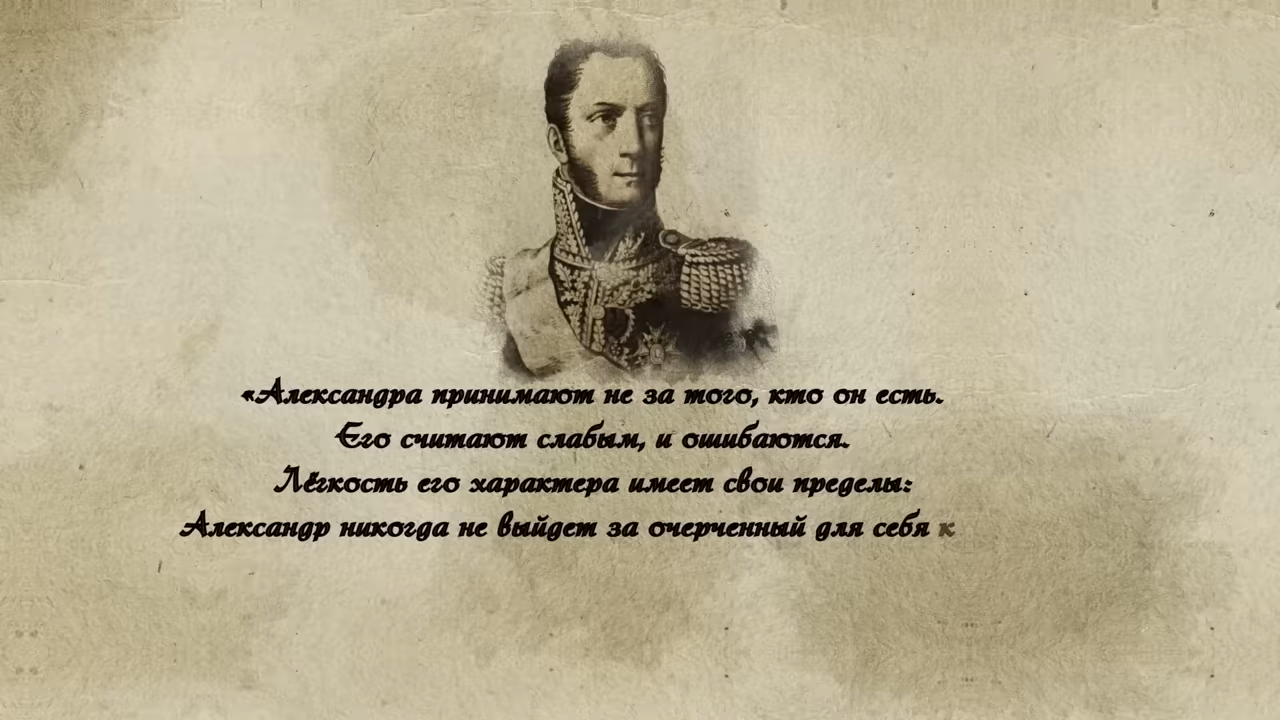 «Александра принимают не за того, кто он есть.
Его считают слабым, и ошибаются.
Лёгкость его характера имеет свои пределы:
Александр никогда не выйдет за очерченный для себя к